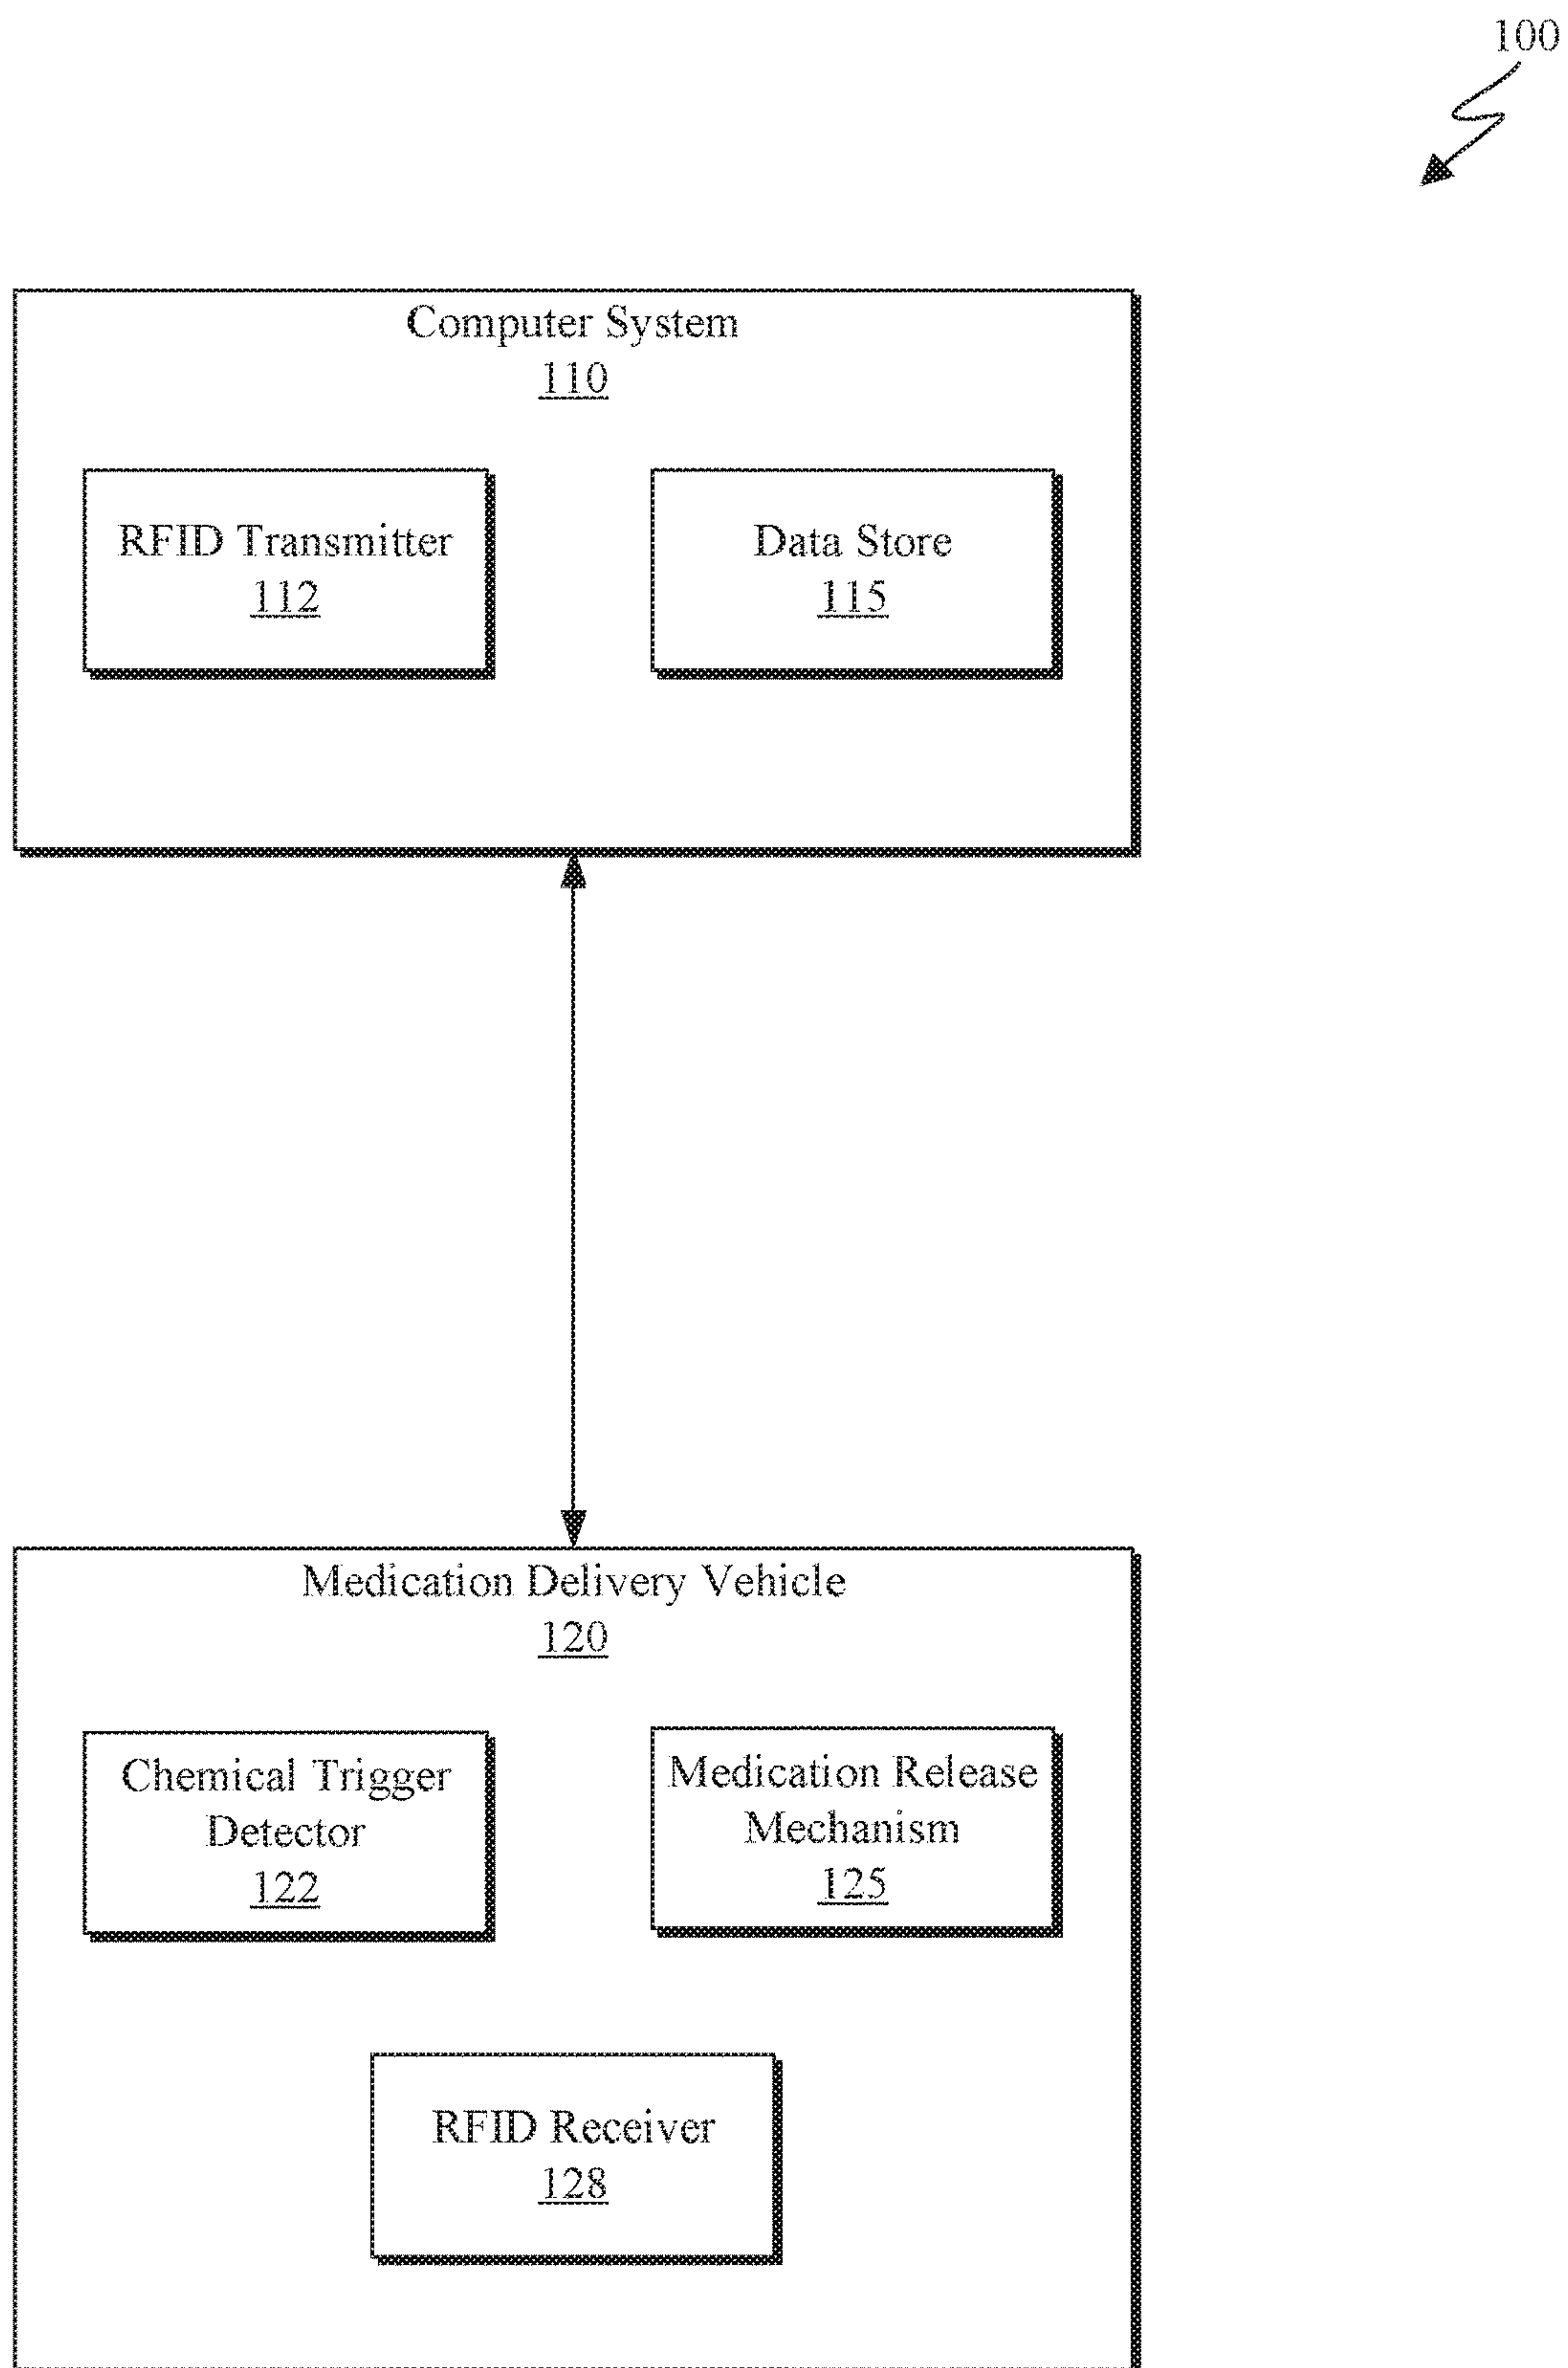 100
Computer System
110
RFID Transmitter
112
Data Store
115
Medication Delivery Vehicle
120
Chemical Trigger
Detector
122
Medication Release
Mechanism
125
RFID Receiver
128